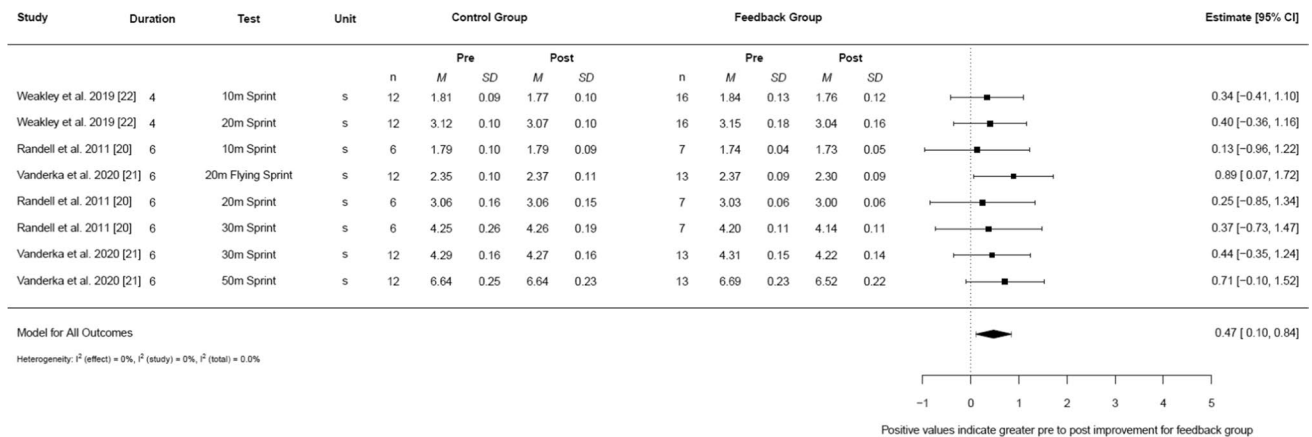 Study Duration Test Unit Control Group Feedback Group Estimate [95% CI]
Pre Post Pre Post
n M SD M SD n M SD M SD
Weakley et al. 2019 [22] 4 10m Sprint s 12 1.81 0.09 1.77 0.10 16 1.84 0.13 1.76 0.12 0.34 [−0.41, 1.10]
Weakley et al. 2019 [22] 4 20m Sprint s 12 3.12 0.10 3.07 0.10 16 3.15 0.18 3.04 0.16 0.40 [−0.36, 1.16]
Randell et al. 2011 [20] 6 10m Sprint s 6 1.79 0.10 1.79 0.09 7 1.74 0.04 1.73 0.05 0.13 [−0.96, 1.22]
Vanderka et al. 2020 [21] 6 20m Flying Sprint s 12 2.35 0.10 2.37 0.11 13 2.37 0.09 2.30 0.09 0.89 [ 0.07, 1.72]
Randell et al. 2011 [20] 6 20m Sprint s 6 3.06 0.16 3.06 0.15 7 3.03 0.06 3.00 0.06 0.25 [−0.85, 1.34]
Randell et al. 2011 [20] 6 30m Sprint s 6 4.25 0.26 4.26 0.19 7 4.20 0.11 4.14 0.11 0.37 [−0.73, 1.47]
Vanderka et al. 2020 [21] 6 30m Sprint s 12 4.29 0.16 4.27 0.16 13 4.31 0.15 4.22 0.14 0.44 [−0.35, 1.24]
Vanderka et al. 2020 [21] 6 50m Sprint s 12 6.64 0.25 6.64 0.23 13 6.69 0.23 6.52 0.22 0.71 [−0.10, 1.52]
Model for All Outcomes 0.47 [ 0.10, 0.84]
Heterogeneity: I² (effect) = 0%, I² (study) = 0%, I² (total) = 0.0%
−1 0 1 2 3 4 5
Positive values indicate greater pre to post improvement for feedback group